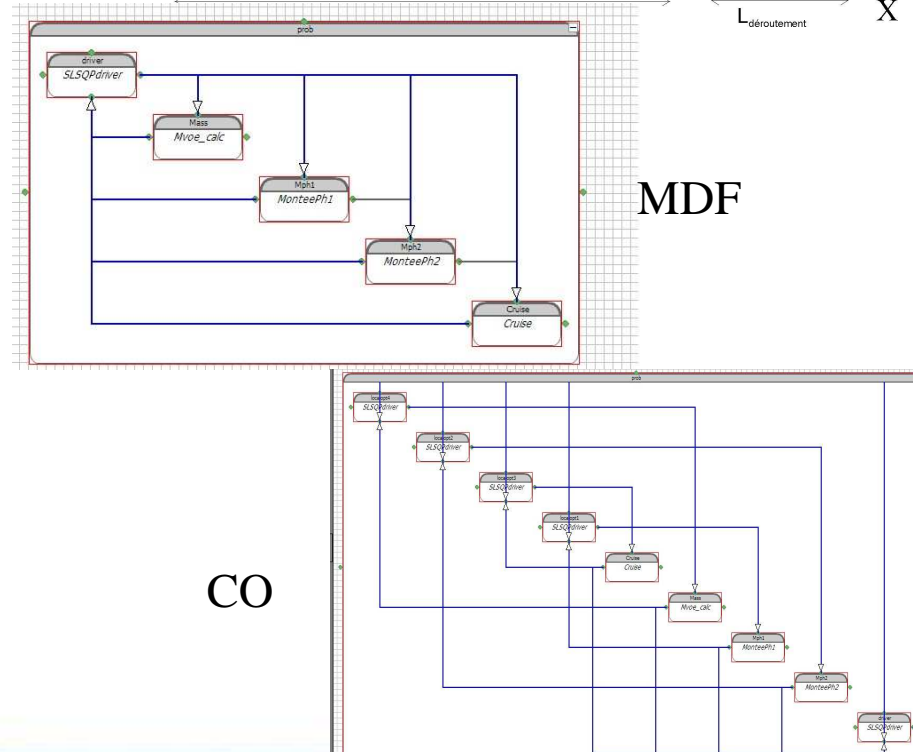 L déroutement
X
prob
driver
SLSQPdriver
Mass
Mvoe_calc
Mph1
MonteePh1
MDF
Mph2
MonteePh2
Cruise
Cruise
prob
localopt4
SLSQPdriver
localopt2
SLSQPdriver
localopt3
SLSQPdriver
localopt1
SLSQPdriver
Cruise
Cruise
CO
Mass
Mvoe_calc
Mph1
MonteePh1
Mph2
MonteePh2
driver
SLSQPdriver